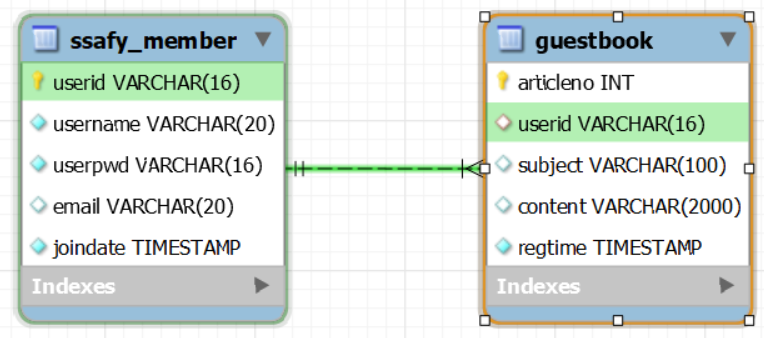 ssafy_member
userid VARCHAR(16)
username VARCHAR(20)
userpwd VARCHAR(16)
email VARCHAR(20)
joindate TIMESTAMP
Indexes
guestbook
articleno INT
userid VARCHAR(16)
subject VARCHAR(100)
content VARCHAR(2000)
regtime TIMESTAMP
Indexes